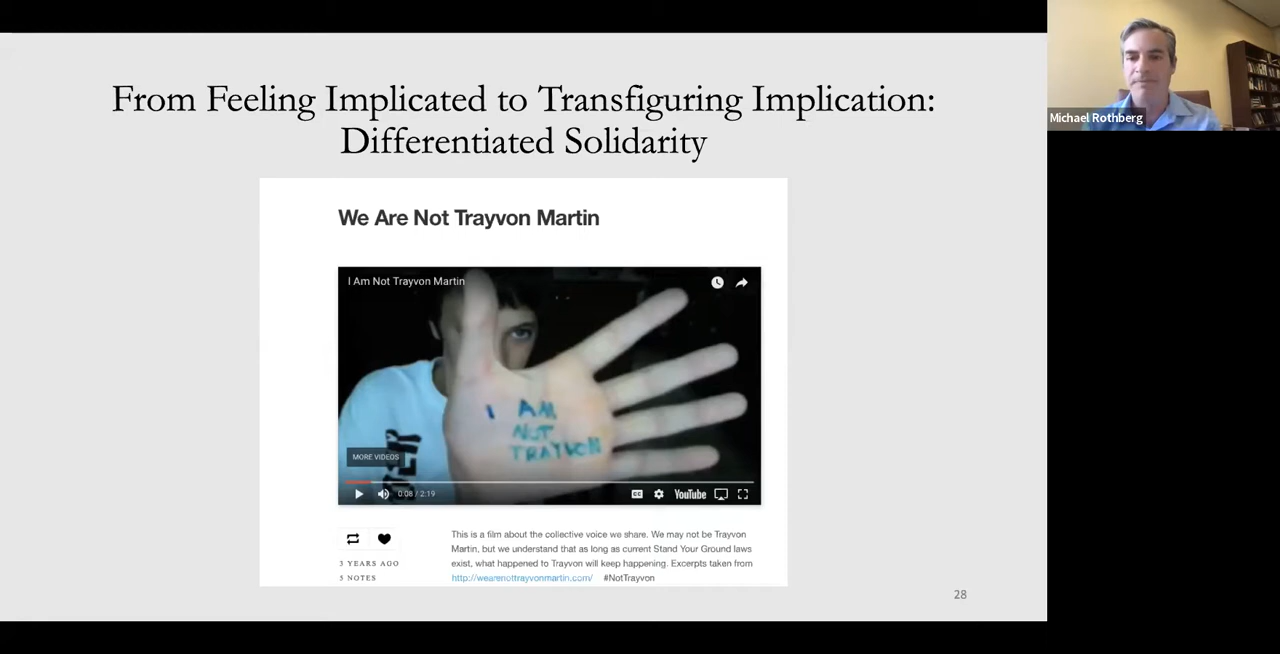 From Feeling Implicated to Transfiguring Implication:
Differentiated Solidarity
Michael Rothberg
We Are Not Trayvon Martin
I Am Not Trayvon Martin
I AM
NOT
TRAYVON
MORE VIDEOS
0:08 / 2:19
CC
YouTube
This is a film about the collective voice we share. We may not be Trayvon
Martin, but we understand that as long as current Stand Your Ground laws
exist, what happened to Trayvon will keep happening. Excerpts taken from
http://wearenottrayvonmartin.com/ #NotTrayvon
3 YEARS AGO
5 NOTES
28